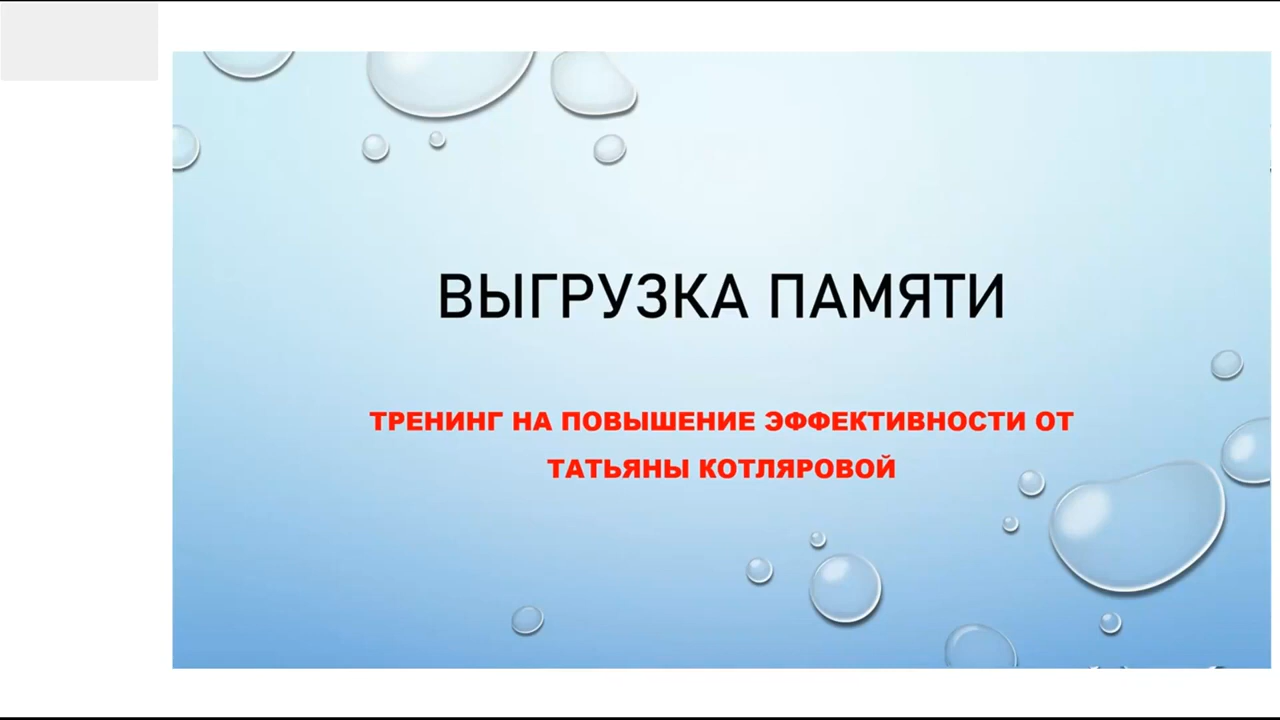 ВЫГРУЗКА ПАМЯТИ
ТРЕНИНГ НА ПОВЫШЕНИЕ ЭФФЕКТИВНОСТИ ОТ
ТАТЬЯНЫ КОТЛЯРОВОЙ